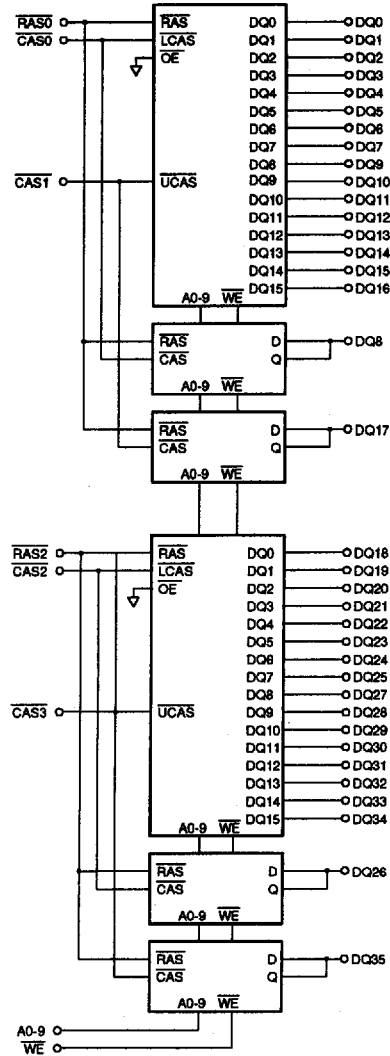 RAS0 RAS DQ0 DQ0
CAS0 LCAS DQ1 DQ1
OE DQ2 DQ2
DQ3 DQ3
DQ4 DQ4
DQ5 DQ5
DQ6 DQ6
DQ7 DQ7
DQ8 DQ9
CAS1 UCAS DQ9 DQ10
DQ10 DQ11
DQ11 DQ12
DQ12 DQ13
DQ13 DQ14
DQ14 DQ15
DQ15 DQ16
A0-9 WE
RAS D DQ8
CAS Q
A0-9 WE
RAS D DQ17
CAS Q
A0-9 WE
RAS2 RAS DQ0 DQ18
CAS2 LCAS DQ1 DQ19
OE DQ2 DQ20
DQ3 DQ21
DQ4 DQ22
DQ5 DQ23
DQ6 DQ24
DQ7 DQ25
DQ8 DQ27
CAS3 UCAS DQ9 DQ28
DQ10 DQ29
DQ11 DQ30
DQ12 DQ31
DQ13 DQ32
DQ14 DQ33
DQ15 DQ34
A0-9 WE
RAS D DQ26
CAS Q
A0-9 WE
RAS D DQ35
CAS Q
A0-9 WE
A0-9
WE